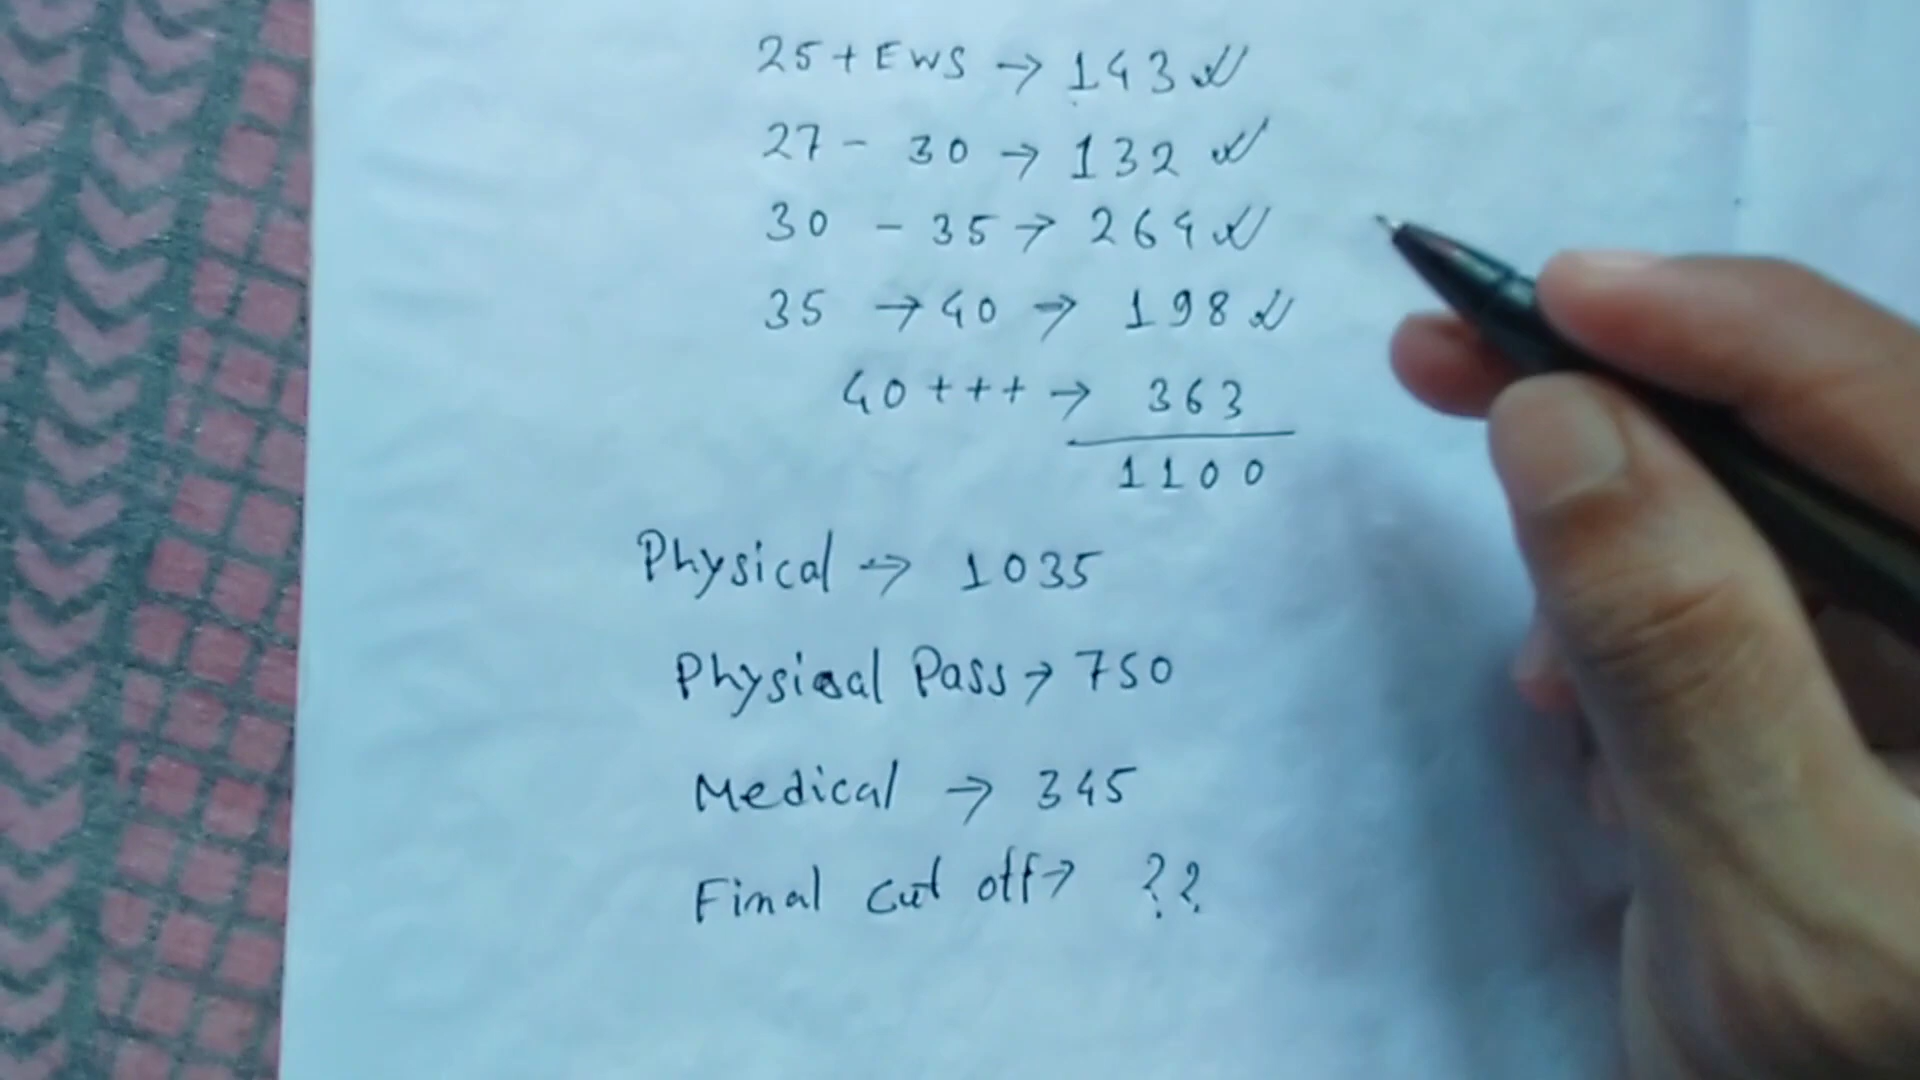 25 + EWS → 143
27 - 30 → 132
30 - 35 → 264
35 → 40 → 198
40 +++ → 363
1100
Physical → 1035
Physical Pass → 750
Medical → 345
Final cut off → ??